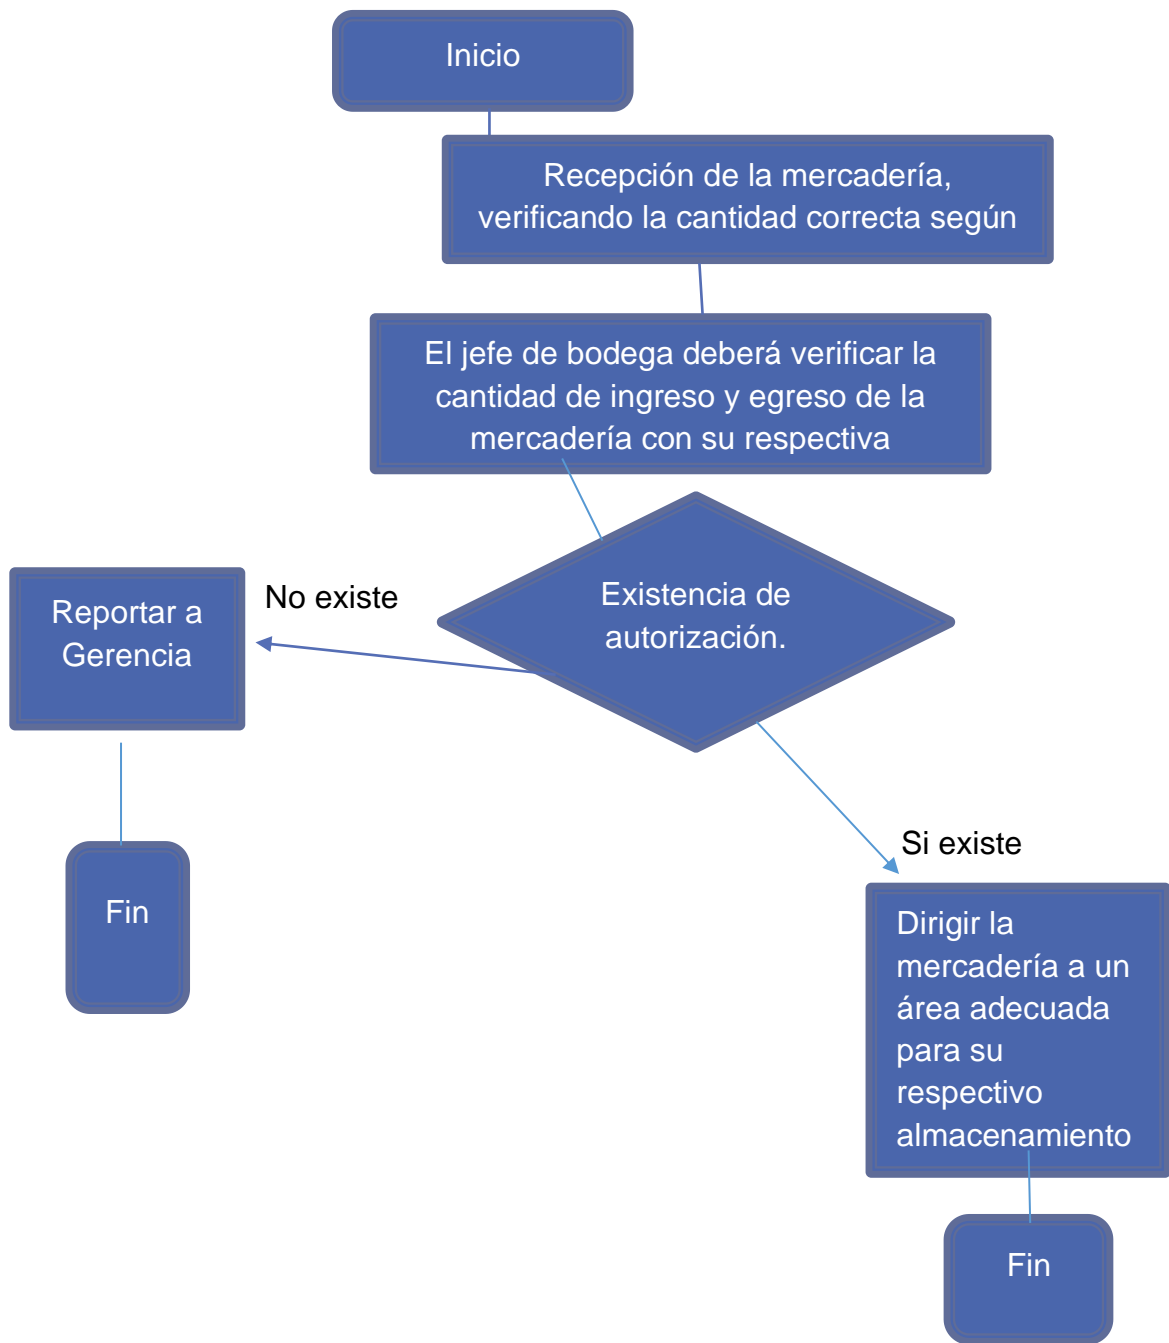 Inicio
Recepción de la mercadería,
verificando la cantidad correcta según
El jefe de bodega deberá verificar la
cantidad de ingreso y egreso de la
mercadería con su respectiva
Existencia de
autorización.
No existe
Reportar a
Gerencia
Fin
Si existe
Dirigir la
mercadería a un
área adecuada
para su
respectivo
almacenamiento
Fin